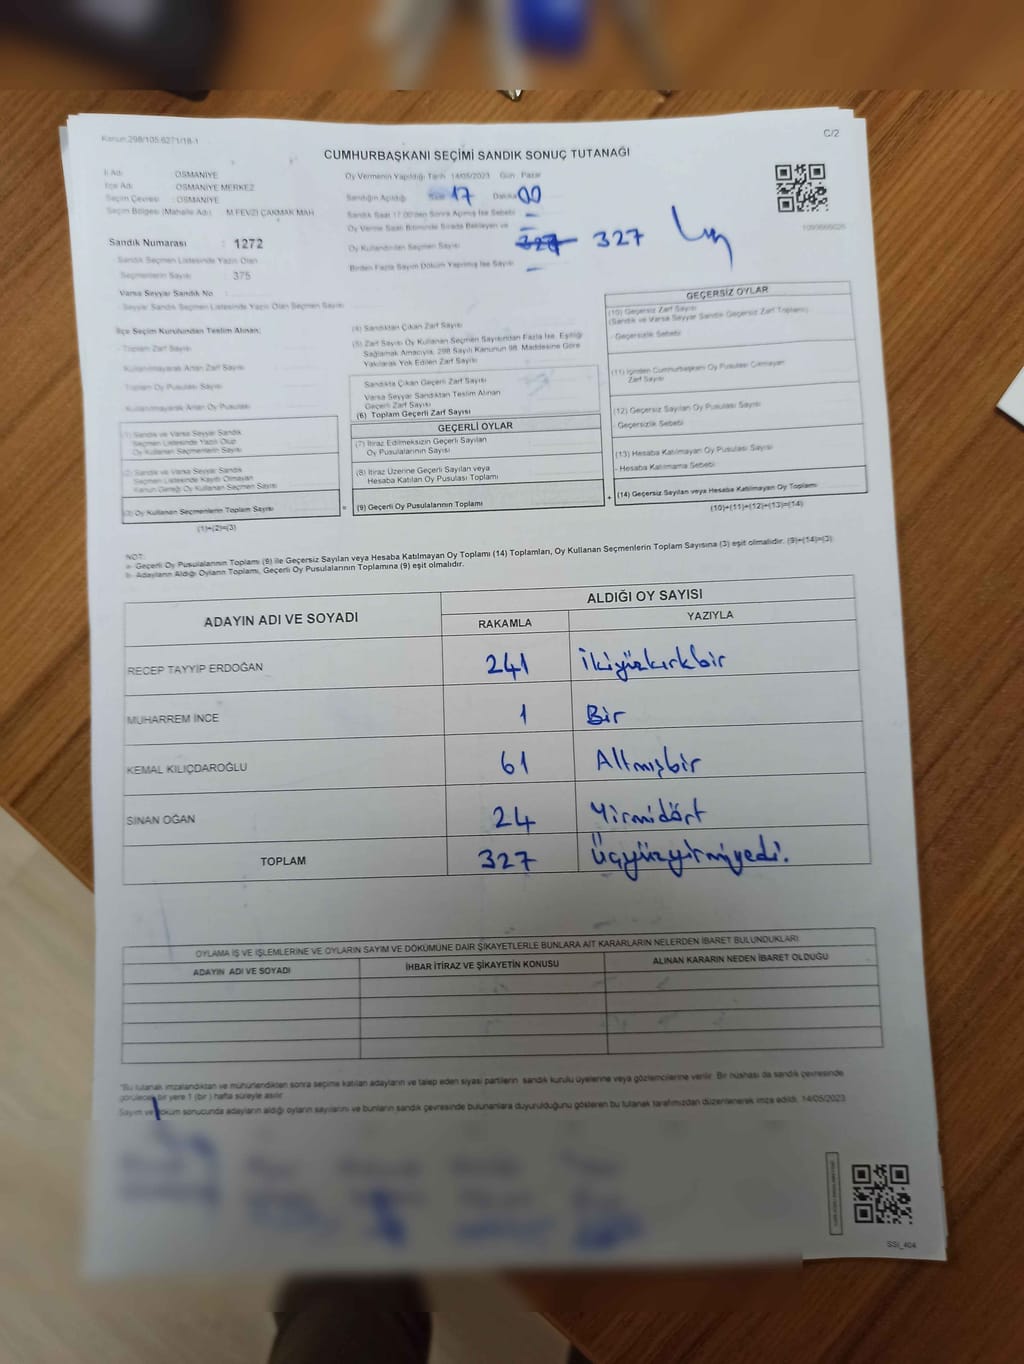 Kanun:298/105-6271/18-1
C/2
CUMHURBAŞKANI SEÇİMİ SANDIK SONUÇ TUTANAĞI
İl Adı : OSMANİYE
İlçe Adı : OSMANİYE MERKEZ
Seçim Çevresi : OSMANİYE
Seçim Bölgesi (Mahalle Adı) : M.FEVZİ ÇAKMAK MAH
Sandık Numarası : 1272
Sandık Seçmen Listesinde Yazılı Olan
Seçmenlerin Sayısı : 375
Varsa Seyyar Sandık No :
Seyyar Sandık Seçmen Listesinde Yazılı Olan Seçmen Sayısı :
Oy Vermenin Yapıldığı Tarih 14/05/2023 Gün : Pazar
Sandığın Açıldığı Saat 17 Dakika 00
Sandık Saat 17:00'den Sonra Açılmış İse Sebebi
Oy Verme Saati Bitiminde Sırada Bekleyen ve
Oy Kullandırılan Seçmen Sayısı 327 327
Birden Fazla Sayım Döküm Yapılmış İse Sayısı
İlçe Seçim Kurulundan Teslim Alınan;
Toplam Zarf Sayısı
Kullanılmayarak Artan Zarf Sayısı
Toplam Oy Pusulası Sayısı
Kullanılmayarak Artan Oy Pusulası
(1) Sandık ve Varsa Seyyar Sandık
Seçmen Listesinde Yazılı Olup
Oy Kullanan Seçmenlerin Sayısı
(2) Sandık ve Varsa Seyyar Sandık
Seçmen Listesinde Kayıtlı Olmayan
Kanun Gereği Oy Kullanan Seçmen Sayısı
(3) Oy Kullanan Seçmenlerin Toplam Sayısı
(1)+(2)=(3)
(4) Sandıktan Çıkan Zarf Sayısı
(5) Zarf Sayısı Oy Kullanan Seçmen Sayısından Fazla İse, Eşitliği
Sağlamak Amacıyla, 298 Sayılı Kanunun 98. Maddesine Göre
Yakılarak Yok Edilen Zarf Sayısı
Sandıkta Çıkan Geçerli Zarf Sayısı
Varsa Seyyar Sandıktan Teslim Alınan
Geçerli Zarf Sayısı
(6) Toplam Geçerli Zarf Sayısı
GEÇERLİ OYLAR
(7) İtiraz Edilmeksizin Geçerli Sayılan
Oy Pusulalarının Sayısı
(8) İtiraz Üzerine Geçerli Sayılan veya
Hesaba Katılan Oy Pusulası Toplamı
= (9) Geçerli Oy Pusulalarının Toplamı
GEÇERSİZ OYLAR
(10) Geçersiz Zarf Sayısı
(Sandık ve Varsa Seyyar Sandık Geçersiz Zarf Toplamı)
- Geçersizlik Sebebi
(11) İçinden Cumhurbaşkanı Oy Pusulası Çıkmayan
Zarf Sayısı
(12) Geçersiz Sayılan Oy Pusulası Sayısı
- Geçersizlik Sebebi
(13) Hesaba Katılmayan Oy Pusulası Sayısı
- Hesaba Katılmama Sebebi
+ (14) Geçersiz Sayılan veya Hesaba Katılmayan Oy Toplamı
(10)+(11)+(12)+(13)=(14)
NOT:
a- Geçerli Oy Pusulalarının Toplamı (9) ile Geçersiz Sayılan veya Hesaba Katılmayan Oy Toplamı (14) Toplamları, Oy Kullanan Seçmenlerin Toplam Sayısına (3) eşit olmalıdır. (9)+(14)=(3)
b- Adayların Aldığı Oyların Toplamı, Geçerli Oy Pusulalarının Toplamına (9) eşit olmalıdır.
ADAYIN ADI VE SOYADI ALDIĞI OY SAYISI
RAKAMLA YAZIYLA
RECEP TAYYİP ERDOĞAN 241 ikiyüzkırkbir
MUHARREM İNCE 1 Bir
KEMAL KILIÇDAROĞLU 61 Altmışbir
SİNAN OĞAN 24 Yirmidört
TOPLAM 327 Üçyüzyirmiyedi.
OYLAMA İŞ VE İŞLEMLERİNE VE OYLARIN SAYIM VE DÖKÜMÜNE DAİR ŞİKAYETLERLE BUNLARA AİT KARARLARIN NELERDEN İBARET BULUNDUKLARI
ADAYIN ADI VE SOYADI İHBAR İTİRAZ VE ŞİKAYETİN KONUSU ALINAN KARARIN NEDEN İBARET OLDUĞU
"Bu tutanak imzalandıktan ve mühürlendikten sonra seçime katılan adayların ve talep eden siyasi partilerin sandık kurulu üyelerine veya gözlemcilerine verilir. Bir nüshası da sandık çevresinde
görülecek bir yere 1 (bir) hafta süreyle asılır.
Sayım ve döküm sonucunda adayların aldığı oyların sayılarını ve bunların sandık çevresinde bulunanlara duyurulduğunu gösteren bu tutanak tarafımızdan düzenlenerek imza edildi. 14/05/2023
SSI_404